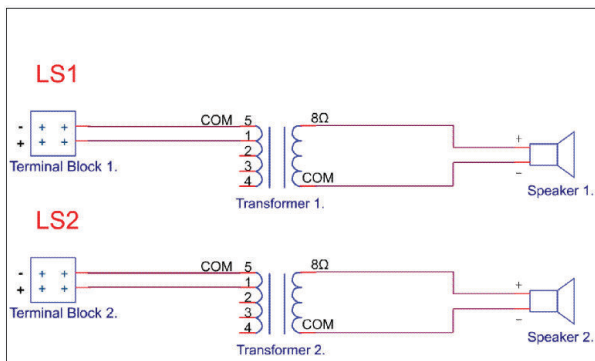 LS1
COM 5 8Ω
- 1 +
+ 2
3 −
4 COM
Terminal Block 1.
Transformer 1.
Speaker 1.
LS2
COM 5 8Ω
- 1 +
+ 2
3 −
4 COM
Terminal Block 2.
Transformer 2.
Speaker 2.